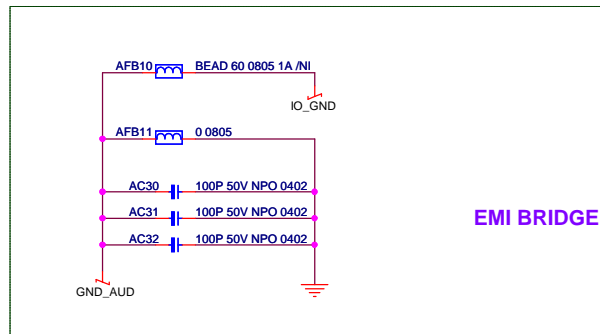 AFB10 BEAD 60 0805 1A /NI
IO_GND
AFB11 0 0805
AC30 100P 50V NPO 0402
AC31 100P 50V NPO 0402
EMI BRIDGE
AC32 100P 50V NPO 0402
GND_AUD